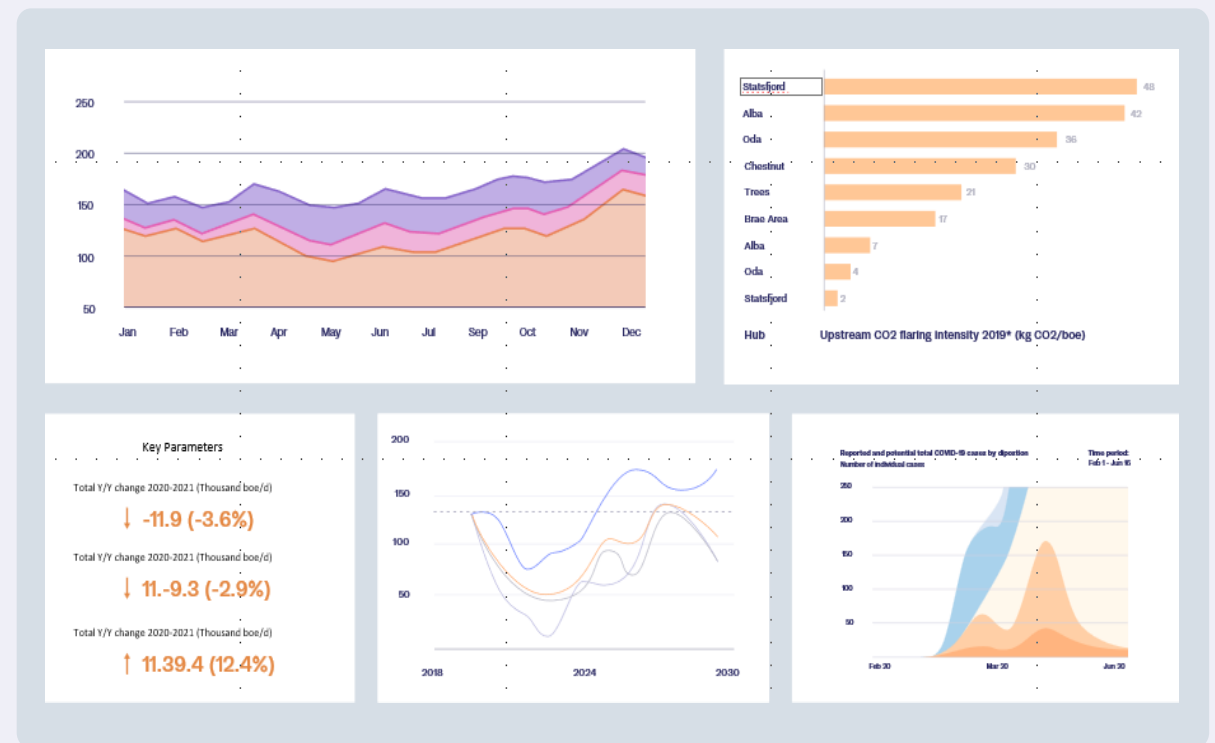 250
200
150
100
50
Jan Feb Mar Apr May Jun Jul Sep Oct Nov Dec
Statsfjord 48
Alba 42
Oda 36
Chestnut 30
Trees 21
Brae Area 17
Alba 7
Oda 4
Statsfjord 2
Hub Upstream CO2 flaring intensity 2019* (kg CO2/boe)
Key Parameters
Total Y/Y change 2020-2021 (Thousand boe/d)
↓ -11.9 (-3.6%)
Total Y/Y change 2020-2021 (Thousand boe/d)
↓ 11.-9.3 (-2.9%)
Total Y/Y change 2020-2021 (Thousand boe/d)
↑ 11.39.4 (12.4%)
200
150
100
50
2018 2024 2030
Reported and potential total COVID-19 cases by diportion Time period:
Number of individual cases Feb 1 - Jun 16
250
200
150
100
50
Feb 20 Mar 20 Jun 20